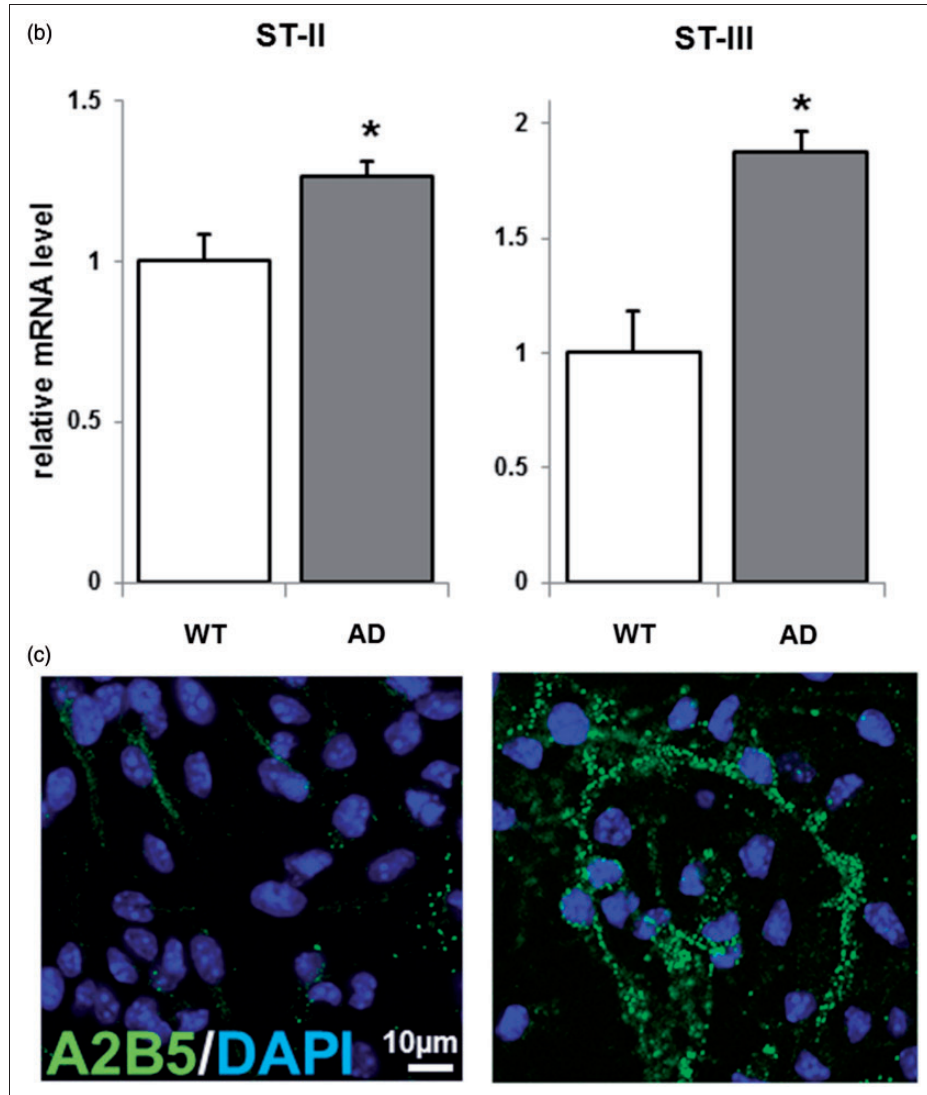 (b)
ST-II
ST-III
relative mRNA level
1.5
1
0.5
0
*
WT
AD
2
1.5
1
0.5
0
*
WT
AD
(c)
A2B5/DAPI
10µm